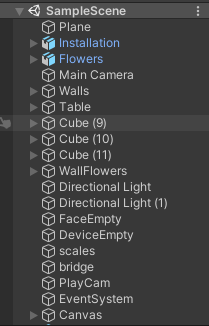 SampleScene
Plane
Installation
Flowers
Main Camera
Walls
Table
Cube (9)
Cube (10)
Cube (11)
WallFlowers
Directional Light
Directional Light (1)
FaceEmpty
DeviceEmpty
scales
bridge
PlayCam
EventSystem
Canvas